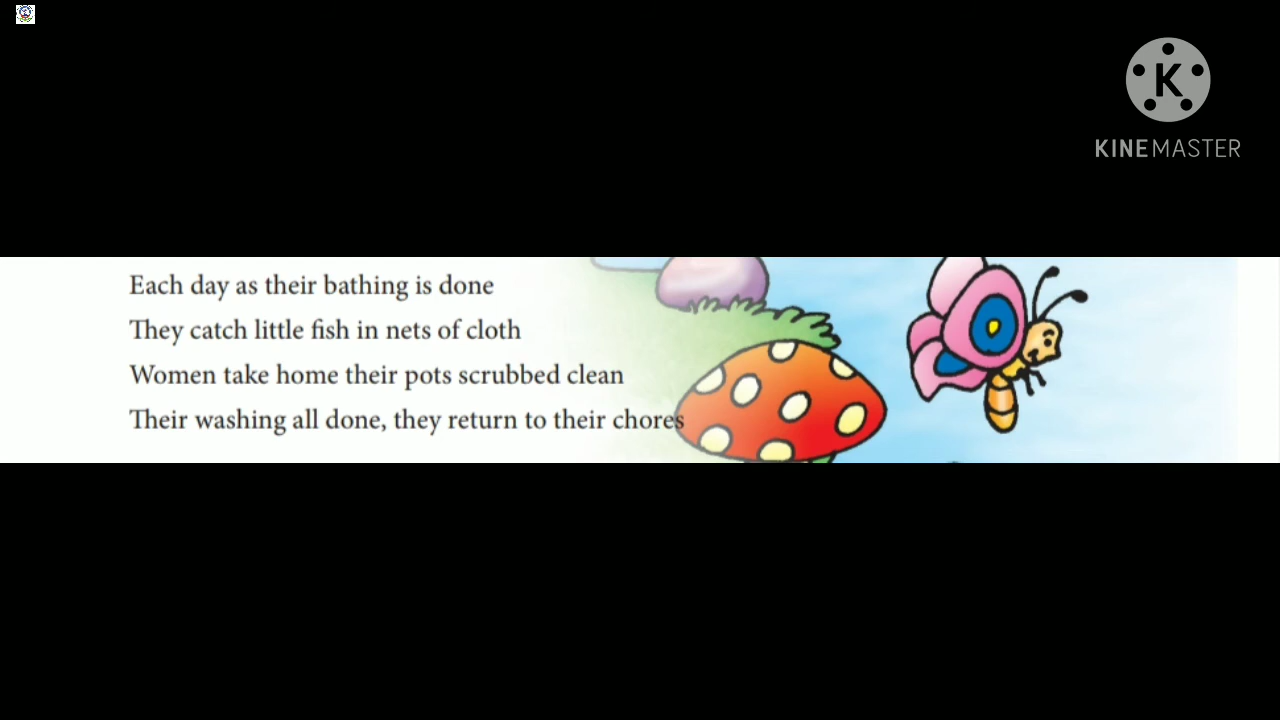 K
KINEMASTER
Each day as their bathing is done
They catch little fish in nets of cloth
Women take home their pots scrubbed clean
Their washing all done, they return to their chores